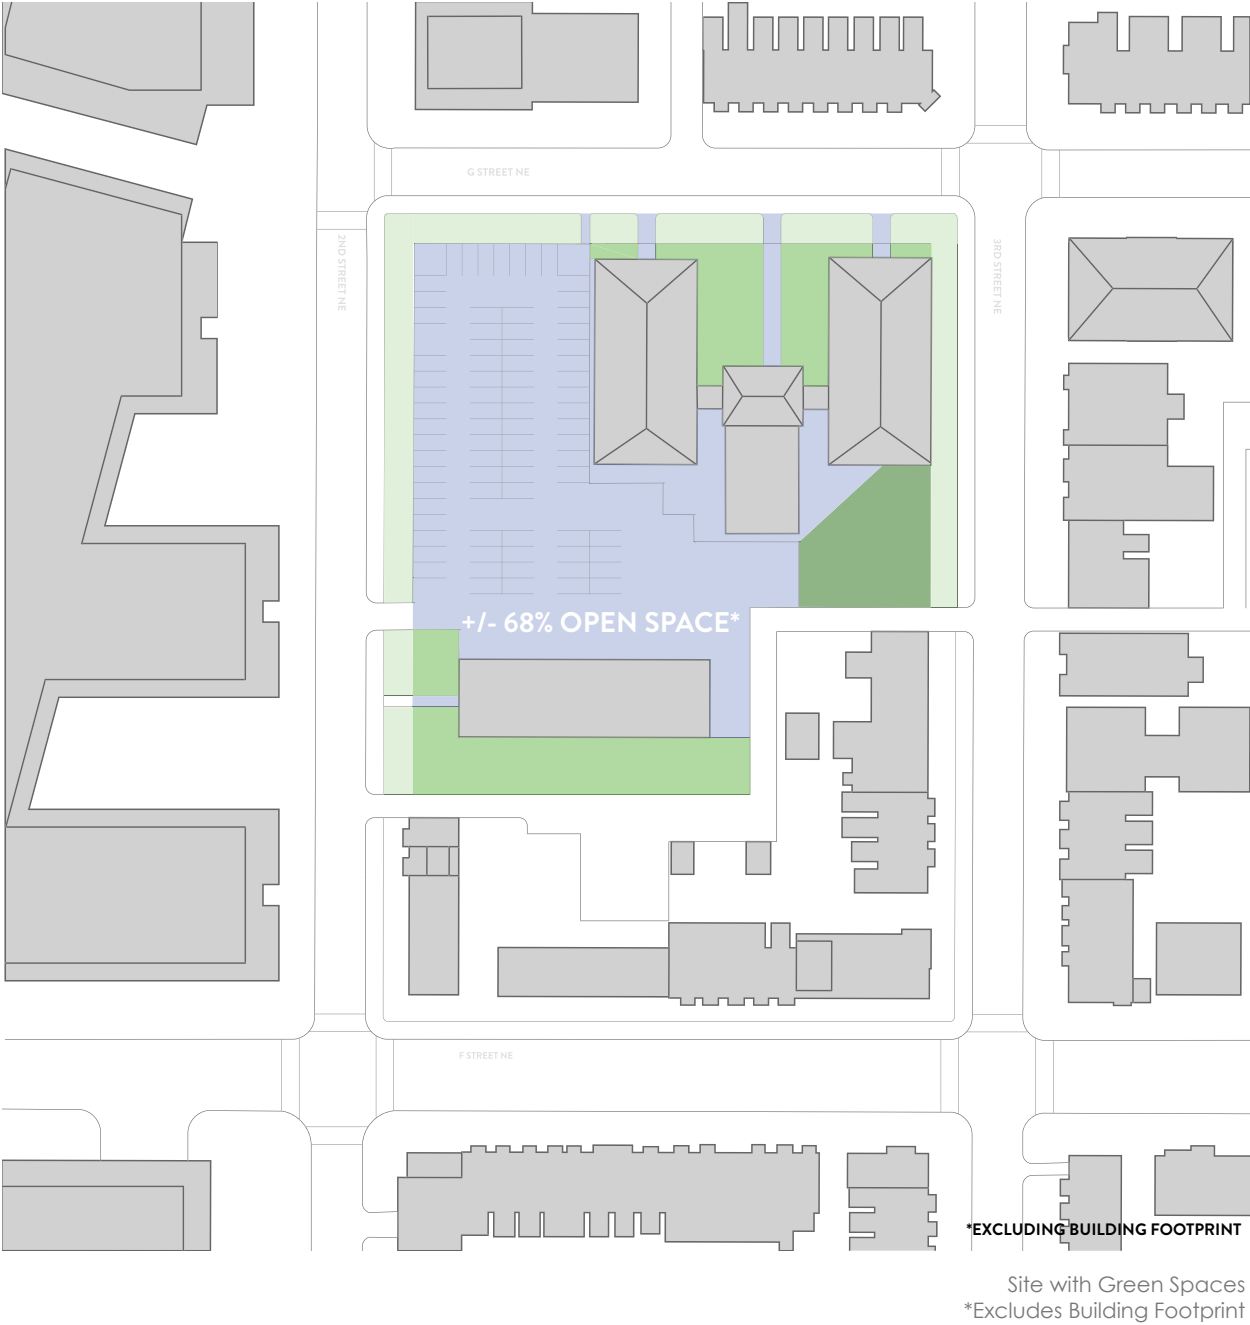 G STREET NE
2ND STREET NE
3RD STREET NE
+/- 68% OPEN SPACE*
F STREET NE
*EXCLUDING BUILDING FOOTPRINT
Site with Green Spaces
*Excludes Building Footprint